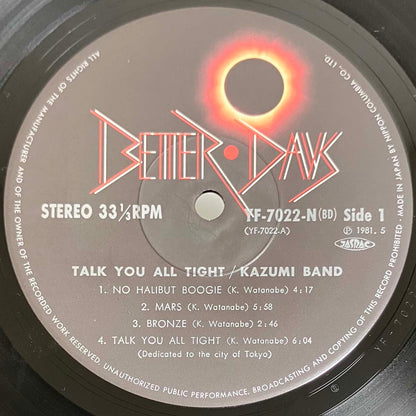 BETTER・DAYS
STEREO 33⅓RPM
YF-7022-N(BD) Side 1
(YF-7022-A)
Ⓟ 1981. 5
JASRAC
TALK YOU ALL TIGHT / KAZUMI BAND
1. NO HALIBUT BOOGIE (K. Watanabe) 4:17
2. MARS (K. Watanabe) 5:58
3. BRONZE (K. Watanabe) 2:46
4. TALK YOU ALL TIGHT (K. Watanabe) 6:04
(Dedicated to the city of Tokyo)
ALL RIGHTS OF THE MANUFACTURER AND OF THE OWNER OF THE RECORDED WORK RESERVED. UNAUTHORIZED PUBLIC PERFORMANCE, BROADCASTING AND COPYING OF THIS RECORD PROHIBITED · MADE IN JAPAN BY NIPPON COLUMBIA CO., LTD.